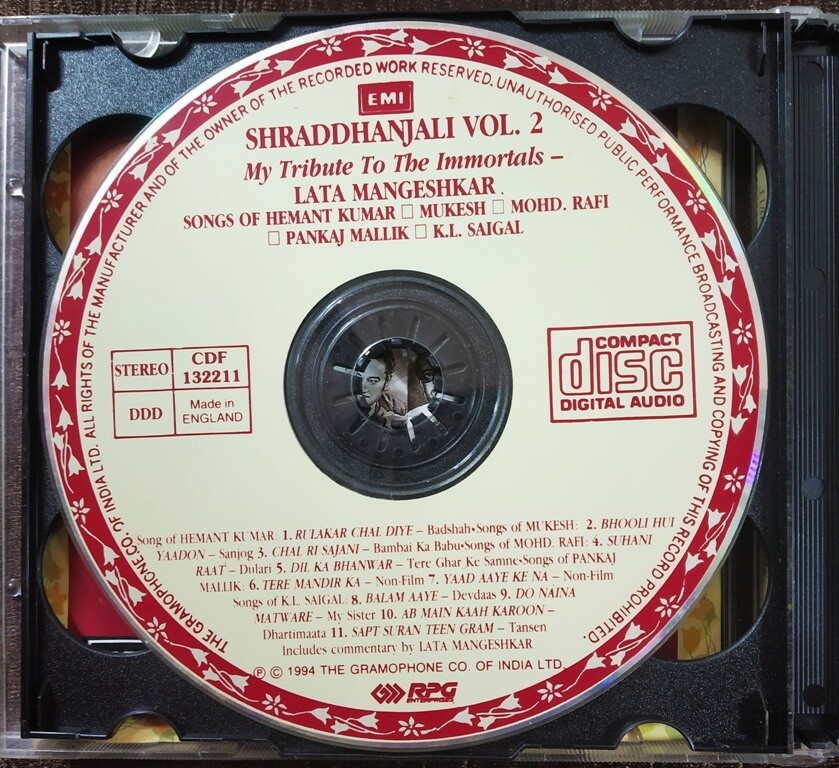 THE GRAMOPHONE CO. OF INDIA LTD. ALL RIGHTS OF THE MANUFACTURER AND OF THE OWNER OF THE RECORDED WORK RESERVED. UNAUTHORISED PUBLIC PERFORMANCE BROADCASTING AND COPYING OF THIS RECORD PROHIBITED.
EMI
SHRADDHANJALI VOL. 2
My Tribute To The Immortals –
LATA MANGESHKAR.
SONGS OF HEMANT KUMAR □ MUKESH □ MOHD. RAFI
□ PANKAJ MALLIK □ K.L. SAIGAL
STEREO CDF
132211
DDD Made in
ENGLAND
COMPACT
disc
DIGITAL AUDIO
Song of HEMANT KUMAR: 1. RULAKAR CHAL DIYE – Badshah•Songs of MUKESH: 2. BHOOLI HUI
YAADON – Sanjog 3. CHAL RI SAJANI – Bambai Ka Babu•Songs of MOHD. RAFI: 4. SUHANI
RAAT – Dulari 5. DIL KA BHANWAR – Tere Ghar Ke Samne•Songs of PANKAJ
MALLIK: 6. TERE MANDIR KA – Non-Film 7. YAAD AAYE KE NA – Non-Film
Songs of K.L. SAIGAL: 8. BALAM AAYE – Devdaas 9. DO NAINA
MATWARE – My Sister 10. AB MAIN KAAH KAROON –
Dhartimaata 11. SAPT SURAN TEEN GRAM – Tansen
Includes commentary by LATA MANGESHKAR
Ⓟ © 1994 THE GRAMOPHONE CO. OF INDIA LTD.
RPG
ENTERPRISES